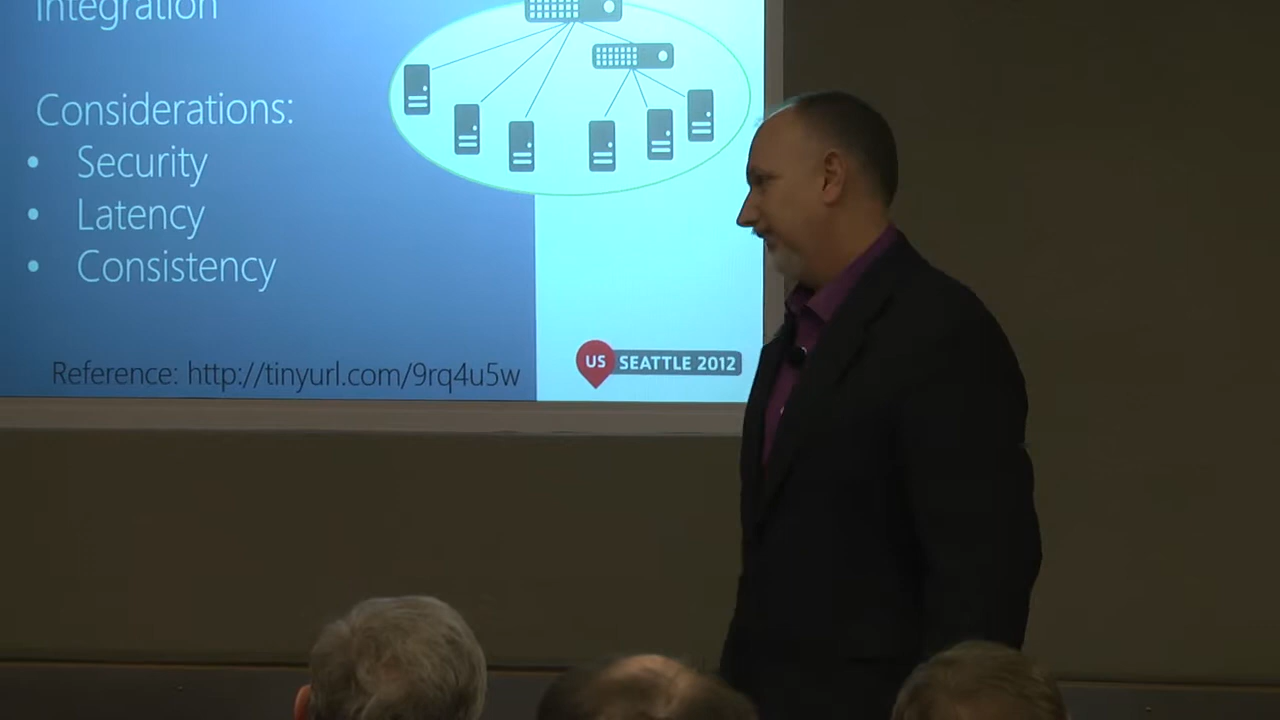 Integration
Considerations:
• Security
• Latency
• Consistency
Reference: http://tinyurl.com/9rq4u5w
US SEATTLE 2012